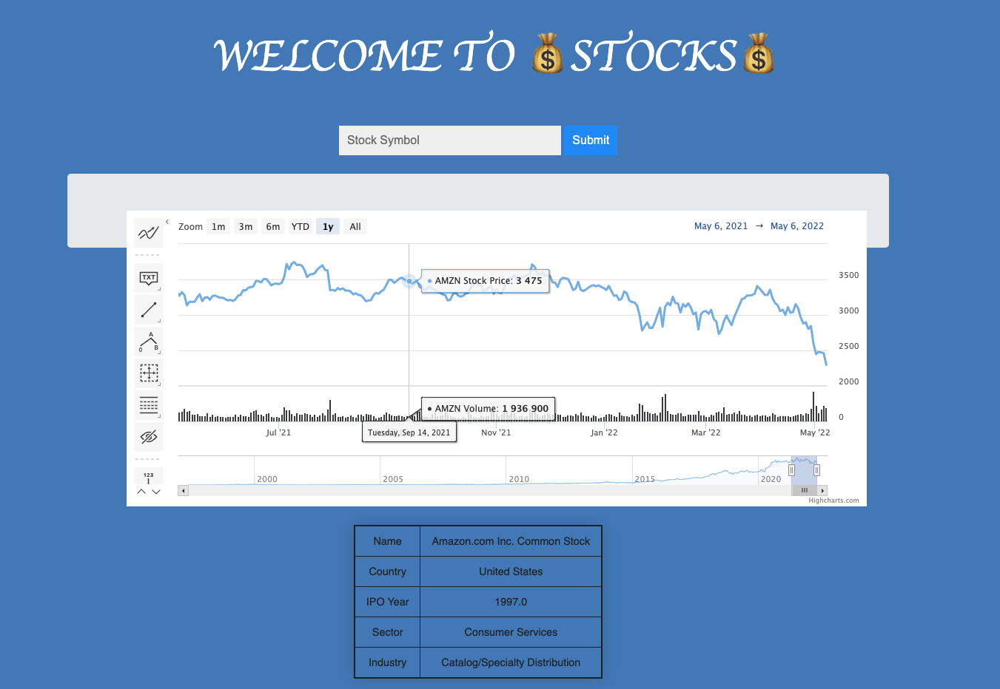 WELCOME TO 💰STOCKS💰
Stock Symbol Submit
Zoom 1m 3m 6m YTD 1y All May 6, 2021 → May 6, 2022
TXT
A
0 B
123
AMZN Stock Price: 3 475
3500
3000
2500
2000
AMZN Volume: 1 936 900
0
Tuesday, Sep 14, 2021
Jul '21 Nov '21 Jan '22 Mar '22 May '22
2000 2005 2010 2015 2020
Highcharts.com
Name Amazon.com Inc. Common Stock
Country United States
IPO Year 1997.0
Sector Consumer Services
Industry Catalog/Specialty Distribution